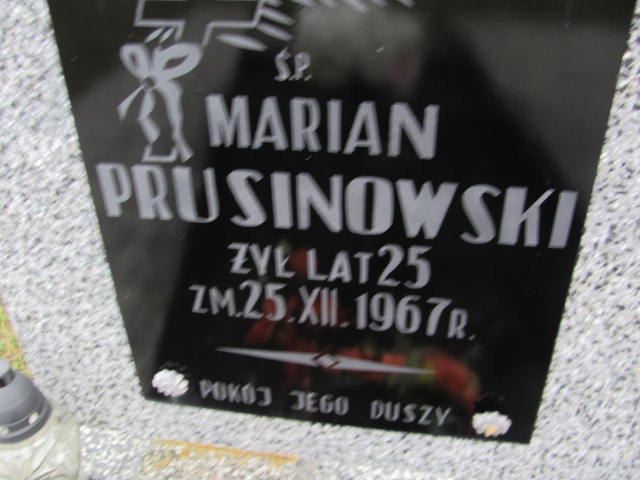 Ś.P.
MARIAN
PRUSINOWSKI
ŻYŁ LAT 25
ZM. 25. XII. 1967 R.
POKÓJ JEGO DUSZY